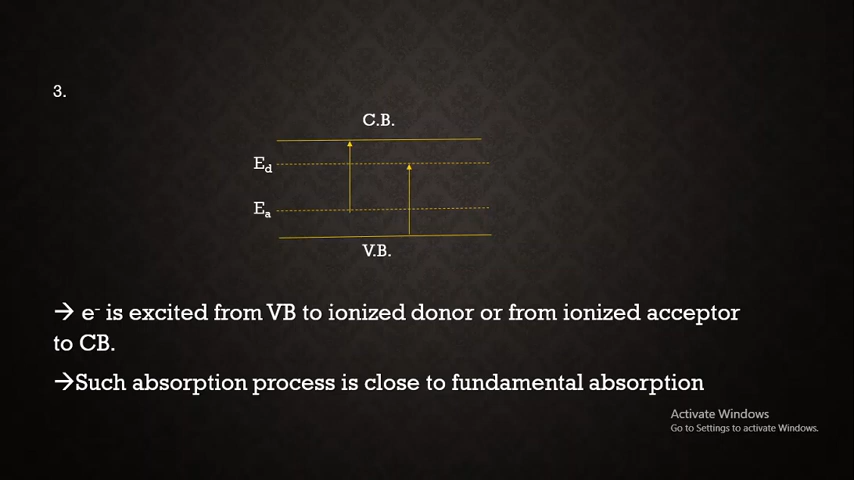 3.
C.B.
Ed
Ea
V.B.
→ e⁻ is excited from VB to ionized donor or from ionized acceptor
to CB.
→Such absorption process is close to fundamental absorption
Activate Windows
Go to Settings to activate Windows.